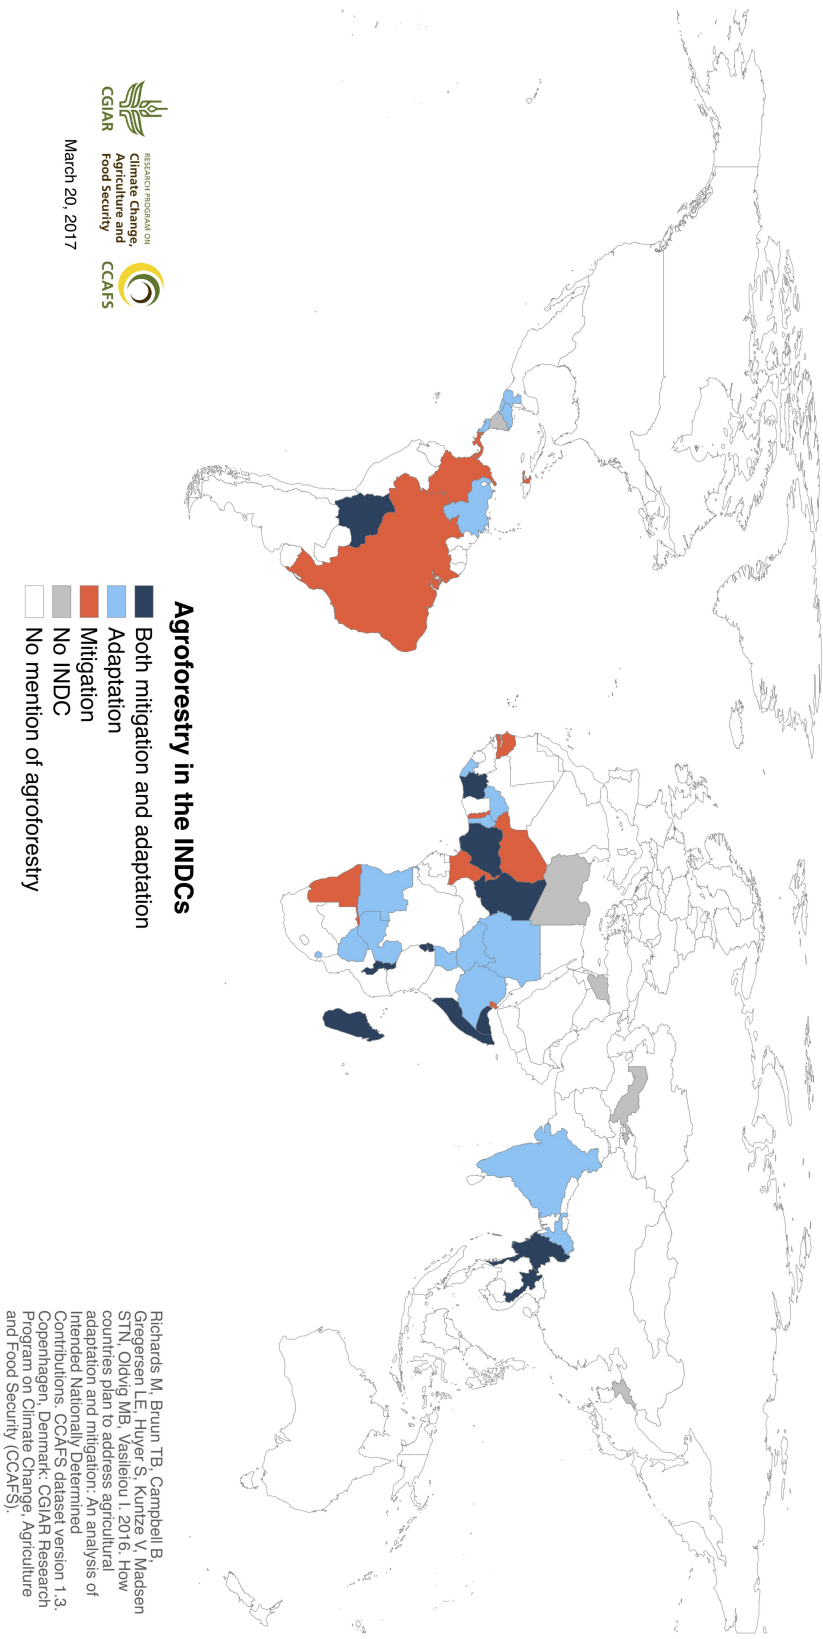 Agroforestry in the INDCs
Both mitigation and adaptation
Adaptation
Mitigation
No INDC
No mention of agroforestry
CGIAR
RESEARCH PROGRAM ON
Climate Change,
Agriculture and
Food Security
CCAFS
March 20, 2017
Richards M, Bruun TB, Campbell B,
Gregersen LE, Huyer S, Kuntze V, Madsen
STN, Oldvig MB, Vasileiou I. 2016. How
countries plan to address agricultural
adaptation and mitigation: An analysis of
Intended Nationally Determined
Contributions. CCAFS dataset version 1.3.
Copenhagen, Denmark: CGIAR Research
Program on Climate Change, Agriculture
and Food Security (CCAFS).